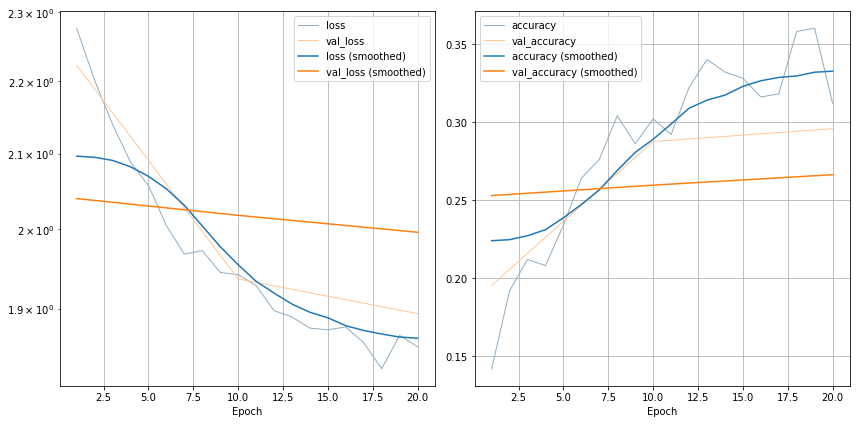 2.3 × 10⁰
2.2 × 10⁰
2.1 × 10⁰
2 × 10⁰
1.9 × 10⁰
loss
val_loss
loss (smoothed)
val_loss (smoothed)
2.5 5.0 7.5 10.0 12.5 15.0 17.5 20.0
Epoch
0.35
0.30
0.25
0.20
0.15
accuracy
val_accuracy
accuracy (smoothed)
val_accuracy (smoothed)
2.5 5.0 7.5 10.0 12.5 15.0 17.5 20.0
Epoch